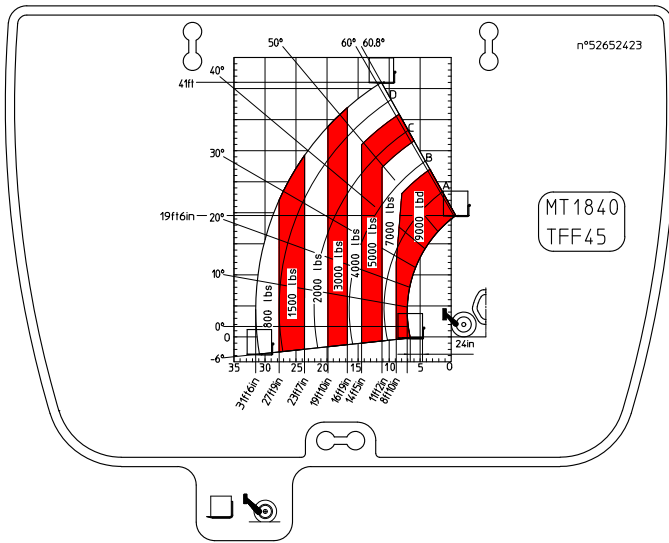 n°52652423
50°
60°
60.8°
40°
41ft
30°
19ft6in
20°
10°
0°
0
-6°
D
C
B
A
800 lbs
1500 lbs
2000 lbs
3000 lbs
4000 lbs
5000 lbs
7000 lbs
9000 lbd
MT1840
TFF45
24in
35
30
25
20
15
10
5
0
31ft6in
27ft9in
23ft7in
19ft10in
16ft9in
14ft5in
11ft2in
8ft10in